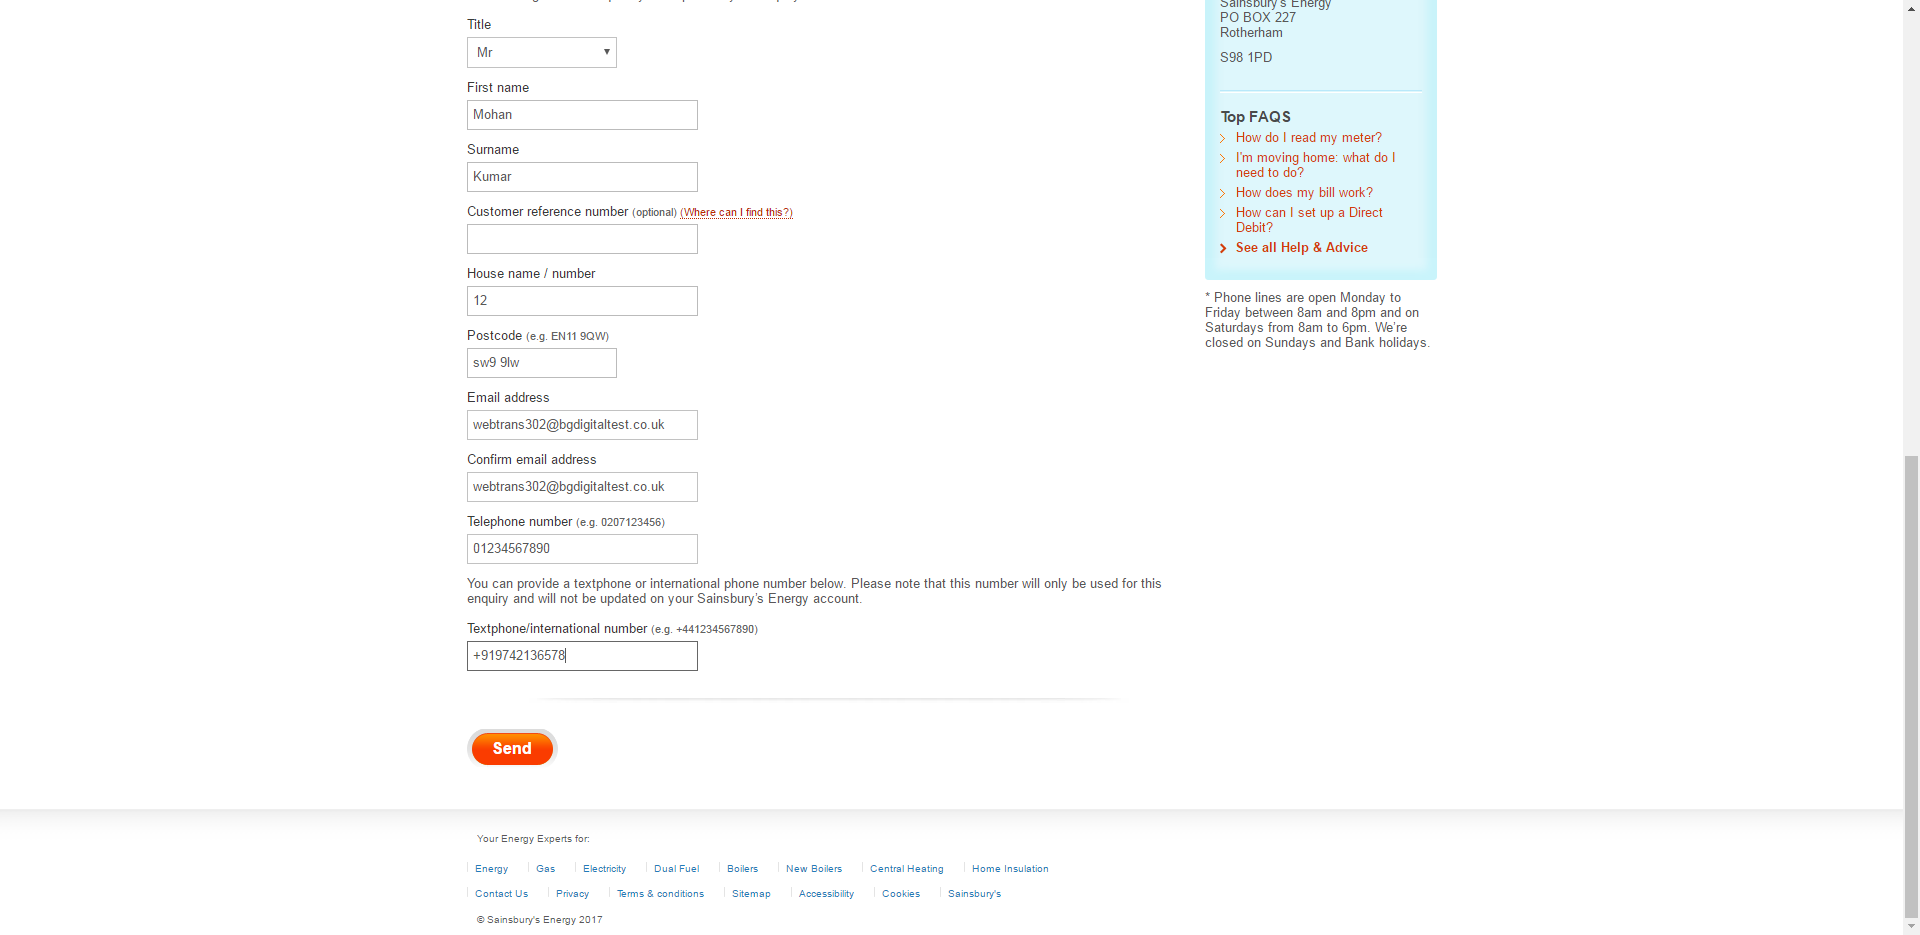 Title
Mr
First name
Mohan
Surname
Kumar
Customer reference number (optional) (Where can I find this?)
House name / number
12
Postcode (e.g. EN11 9QW)
sw9 9lw
Email address
webtrans302@bgdigitaltest.co.uk
Confirm email address
webtrans302@bgdigitaltest.co.uk
Telephone number (e.g. 0207123456)
01234567890
You can provide a textphone or international phone number below. Please note that this number will only be used for this
enquiry and will not be updated on your Sainsbury's Energy account.
Textphone/international number (e.g. +441234567890)
+919742136578
Send
Sainsbury's Energy
PO BOX 227
Rotherham
S98 1PD
Top FAQS
How do I read my meter?
I'm moving home: what do I
need to do?
How does my bill work?
How can I set up a Direct
Debit?
See all Help & Advice
* Phone lines are open Monday to
Friday between 8am and 8pm and on
Saturdays from 8am to 6pm. We're
closed on Sundays and Bank holidays.
Your Energy Experts for:
Energy Gas Electricity Dual Fuel Boilers New Boilers Central Heating Home Insulation
Contact Us Privacy Terms & conditions Sitemap Accessibility Cookies Sainsbury's
© Sainsbury's Energy 2017